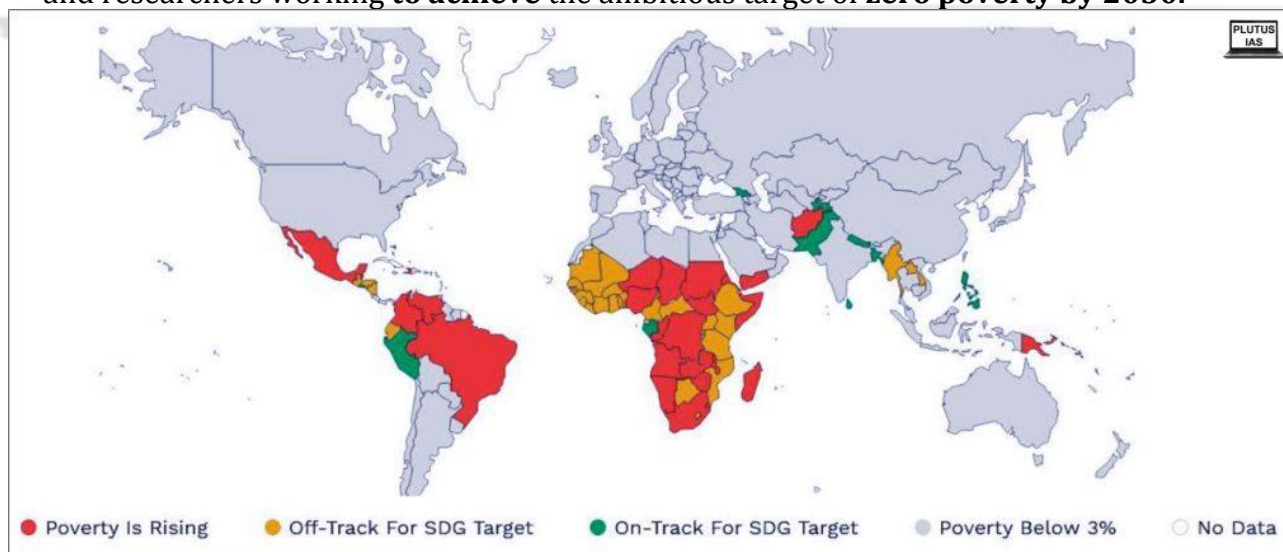 and researchers working to achieve the ambitious target of zero poverty by 2030.
PLUTUS
IAS
Poverty Is Rising
Off-Track For SDG Target
On-Track For SDG Target
Poverty Below 3%
No Data